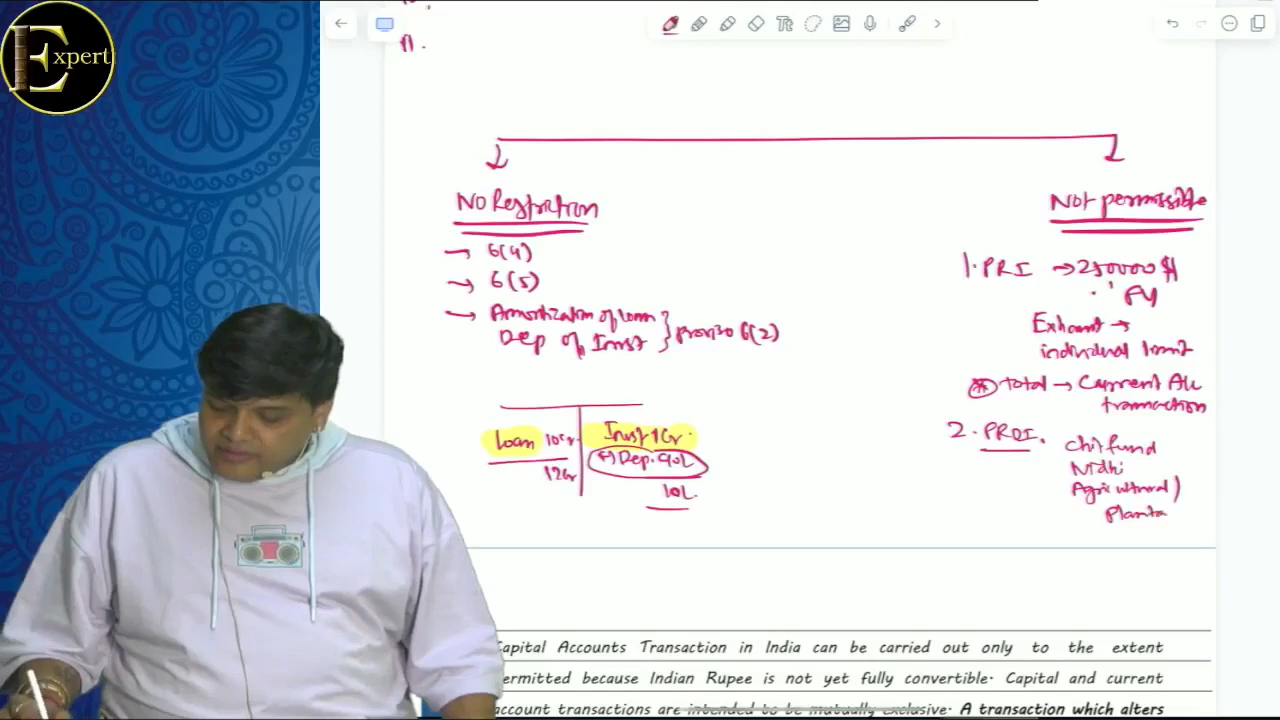 Expert
11.
No Restriction
→ 6(4)
→ 6(5)
→ Amortization of Loan
Dep of Invst } proviso 6(2)
Loan 10Cr
12Cr
Invst 1Cr.
(-) Dep. 90L
10L
Not permissible
1. PRI → 250000 $
FY
Exhaust →
individual limit
* total → Current A/c
transaction
2. PROI.
Chit fund
Nidhi
Agricultural /
Planta
Capital Accounts Transaction in India can be carried out only to the extent
ermitted because Indian Rupee is not yet fully convertible. Capital and current
account transactions are intended to be mutually exclusive. A transaction which alters